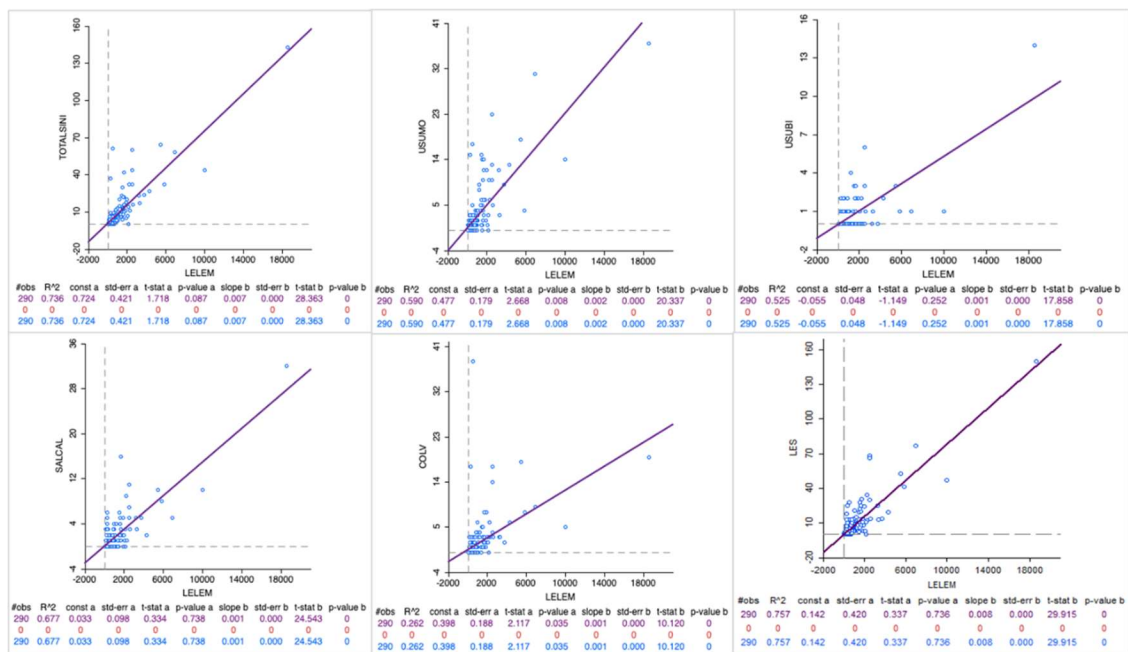 160
130
100
70
40
10
-20
TOTALSINI
-2000 2000 6000 10000 14000 18000
LELEM
#obs R^2 const a std-err a t-stat a p-value a slope b std-err b t-stat b p-value b
290 0.736 0.724 0.421 1.718 0.087 0.007 0.000 28.363 0
0 0 0 0 0 0 0 0 0 0
290 0.736 0.724 0.421 1.718 0.087 0.007 0.000 28.363 0
41
32
23
14
5
-4
USUMO
-2000 2000 6000 10000 14000 18000
LELEM
#obs R^2 const a std-err a t-stat a p-value a slope b std-err b t-stat b p-value b
290 0.590 0.477 0.179 2.668 0.008 0.002 0.000 20.337 0
0 0 0 0 0 0 0 0 0 0
290 0.590 0.477 0.179 2.668 0.008 0.002 0.000 20.337 0
16
13
10
7
4
1
-2
USUBI
-2000 2000 6000 10000 14000 18000
LELEM
#obs R^2 const a std-err a t-stat a p-value a slope b std-err b t-stat b p-value b
290 0.525 -0.055 0.048 -1.149 0.252 0.001 0.000 17.858 0
0 0 0 0 0 0 0 0 0 0
290 0.525 -0.055 0.048 -1.149 0.252 0.001 0.000 17.858 0
36
28
20
12
4
-4
SALCAL
-2000 2000 6000 10000 14000 18000
LELEM
#obs R^2 const a std-err a t-stat a p-value a slope b std-err b t-stat b p-value b
290 0.677 0.033 0.098 0.334 0.738 0.001 0.000 24.543 0
0 0 0 0 0 0 0 0 0 0
290 0.677 0.033 0.098 0.334 0.738 0.001 0.000 24.543 0
41
32
23
14
5
-4
COLV
-2000 2000 6000 10000 14000 18000
LELEM
#obs R^2 const a std-err a t-stat a p-value a slope b std-err b t-stat b p-value b
290 0.262 0.398 0.188 2.117 0.035 0.001 0.000 10.120 0
0 0 0 0 0 0 0 0 0 0
290 0.262 0.398 0.188 2.117 0.035 0.001 0.000 10.120 0
160
130
100
70
40
10
-20
LES
-2000 2000 6000 10000 14000 18000
LELEM
#obs R^2 const a std-err a t-stat a p-value a slope b std-err b t-stat b p-value b
290 0.757 0.142 0.420 0.337 0.736 0.008 0.000 29.915 0
0 0 0 0 0 0 0 0 0 0
290 0.757 0.142 0.420 0.337 0.736 0.008 0.000 29.915 0